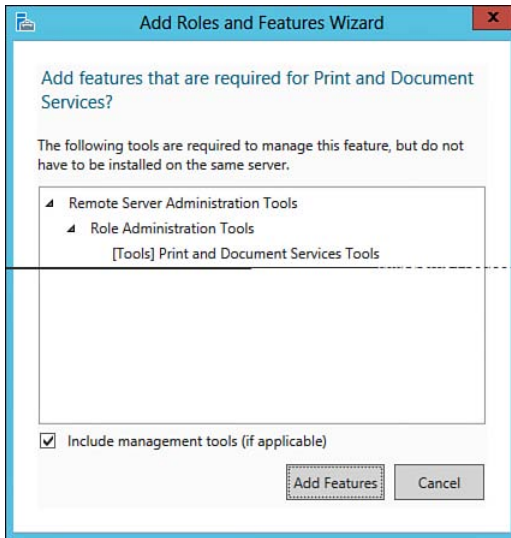 Add Roles and Features Wizard
x
Add features that are required for Print and Document
Services?
The following tools are required to manage this feature, but do not
have to be installed on the same server.
Remote Server Administration Tools
Role Administration Tools
[Tools] Print and Document Services Tools
Include management tools (if applicable)
Add Features
Cancel